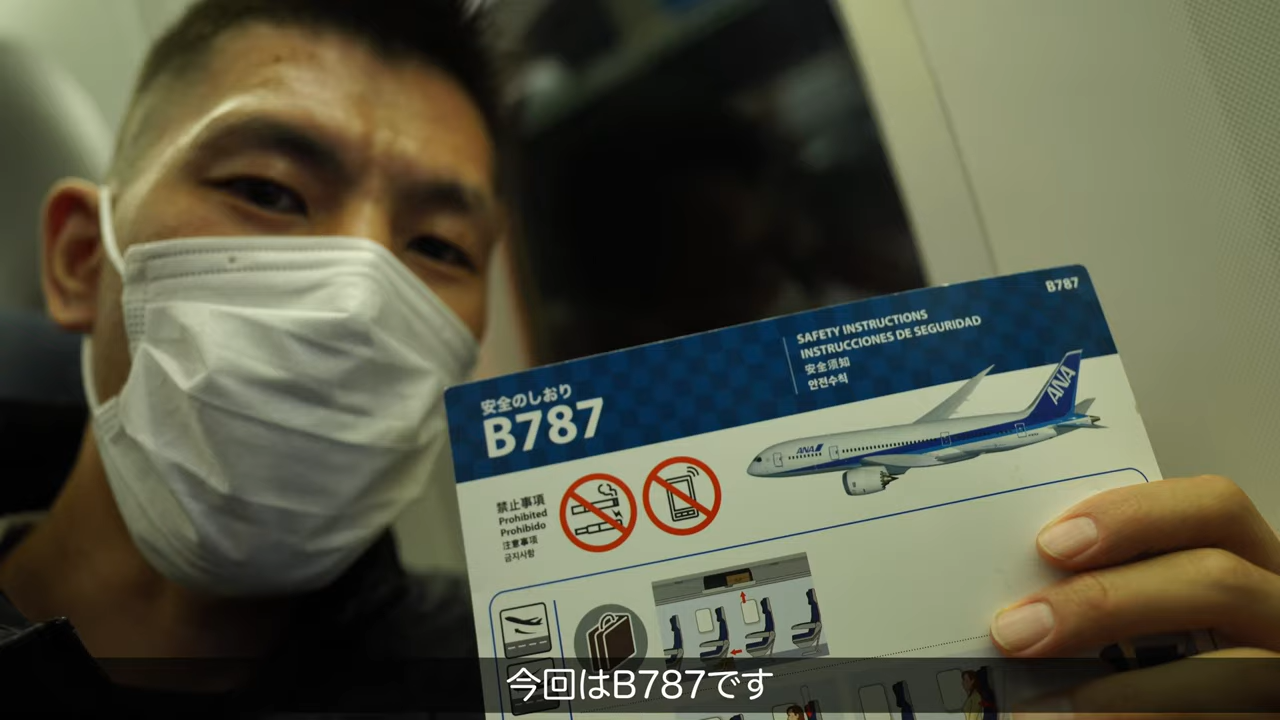 B787
SAFETY INSTRUCTIONS
INSTRUCCIONES DE SEGURIDAD
安全須知
안전수칙
安全のしおり
B787
ANA
ANA
禁止事項
Prohibited
Prohibido
注意事項
금지사항
今回はB787です